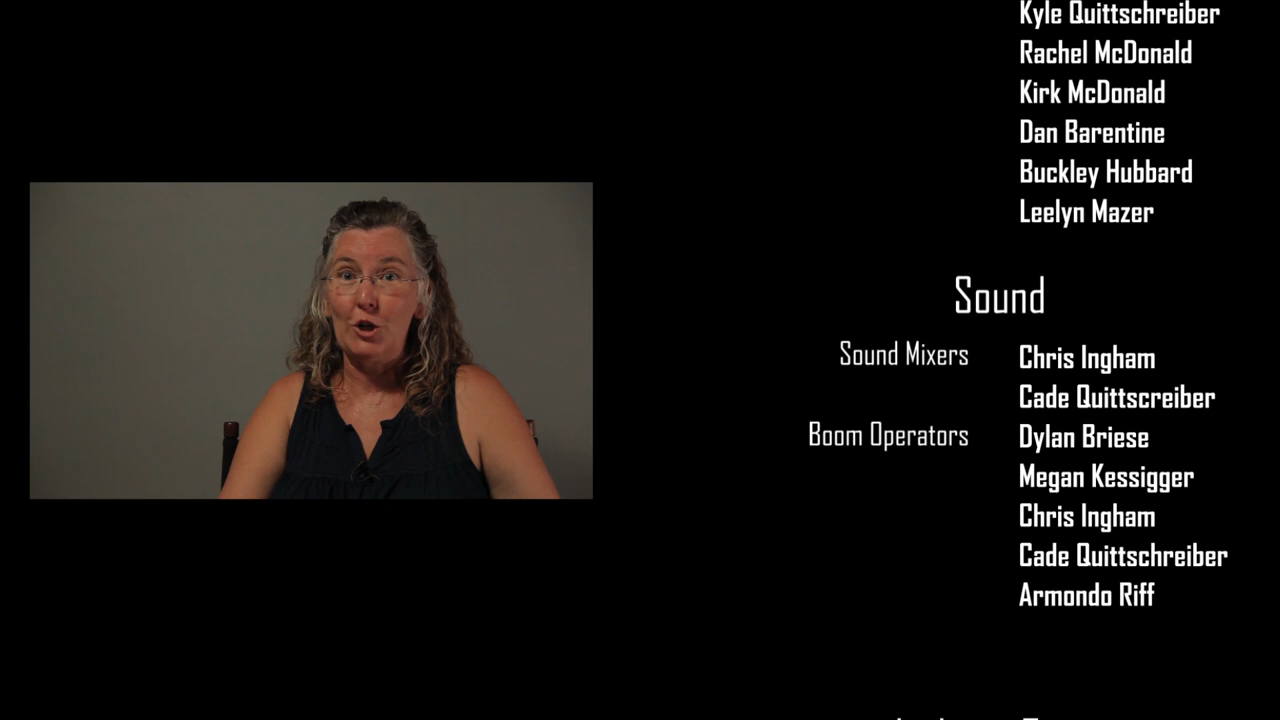 Kyle Quittschreiber
Rachel McDonald
Kirk McDonald
Dan Barentine
Buckley Hubbard
Leelyn Mazer
Sound
Sound Mixers Chris Ingham
Cade Quittscreiber
Boom Operators Dylan Briese
Megan Kessigger
Chris Ingham
Cade Quittschreiber
Armondo Riff